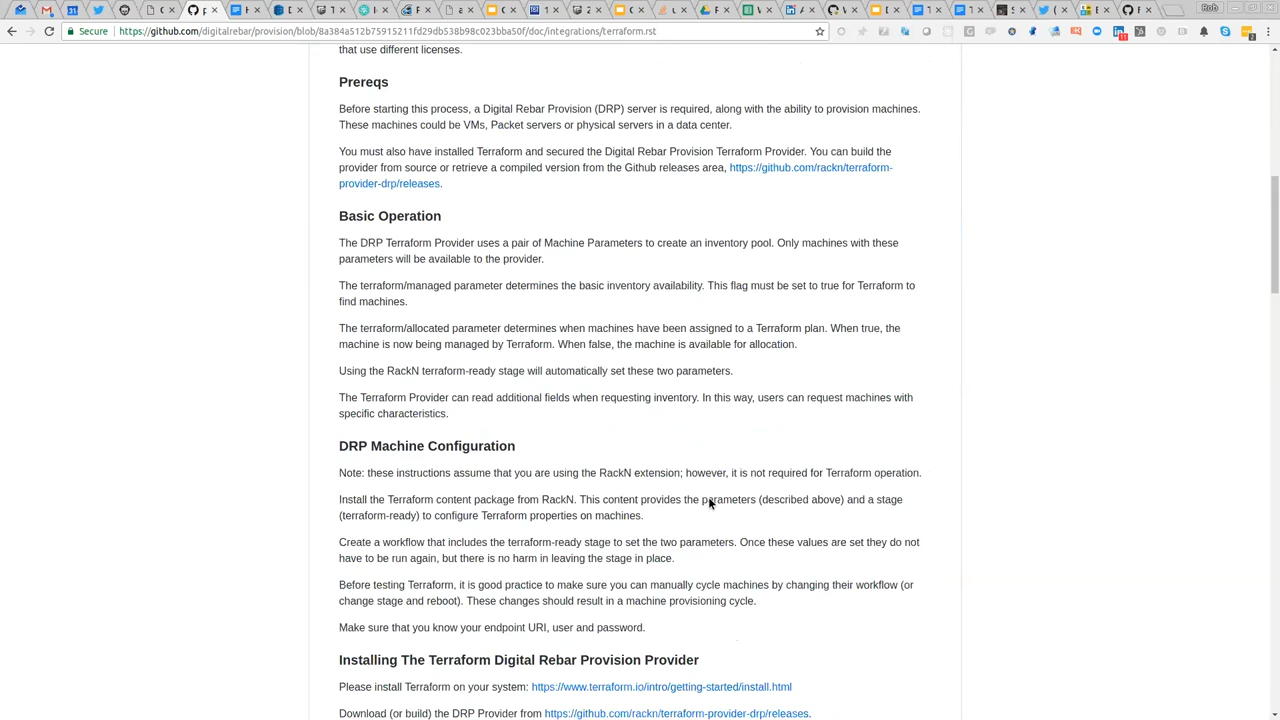 Rob
Secure
https://github.com/digitalrebar/provision/blob/8a384a512b75915211fd29db538b98c023bba50f/doc/integrations/terraform.rst
that use different licenses.
Prereqs
Before starting this process, a Digital Rebar Provision (DRP) server is required, along with the ability to provision machines.
These machines could be VMs, Packet servers or physical servers in a data center.
You must also have installed Terraform and secured the Digital Rebar Provision Terraform Provider. You can build the
provider from source or retrieve a compiled version from the Github releases area, https://github.com/rackn/terraform-
provider-drp/releases.
Basic Operation
The DRP Terraform Provider uses a pair of Machine Parameters to create an inventory pool. Only machines with these
parameters will be available to the provider.
The terraform/managed parameter determines the basic inventory availability. This flag must be set to true for Terraform to
find machines.
The terraform/allocated parameter determines when machines have been assigned to a Terraform plan. When true, the
machine is now being managed by Terraform. When false, the machine is available for allocation.
Using the RackN terraform-ready stage will automatically set these two parameters.
The Terraform Provider can read additional fields when requesting inventory. In this way, users can request machines with
specific characteristics.
DRP Machine Configuration
Note: these instructions assume that you are using the RackN extension; however, it is not required for Terraform operation.
Install the Terraform content package from RackN. This content provides the parameters (described above) and a stage
(terraform-ready) to configure Terraform properties on machines.
Create a workflow that includes the terraform-ready stage to set the two parameters. Once these values are set they do not
have to be run again, but there is no harm in leaving the stage in place.
Before testing Terraform, it is good practice to make sure you can manually cycle machines by changing their workflow (or
change stage and reboot). These changes should result in a machine provisioning cycle.
Make sure that you know your endpoint URI, user and password.
Installing The Terraform Digital Rebar Provision Provider
Please install Terraform on your system: https://www.terraform.io/intro/getting-started/install.html
Download (or build) the DRP Provider from https://github.com/rackn/terraform-provider-drp/releases.